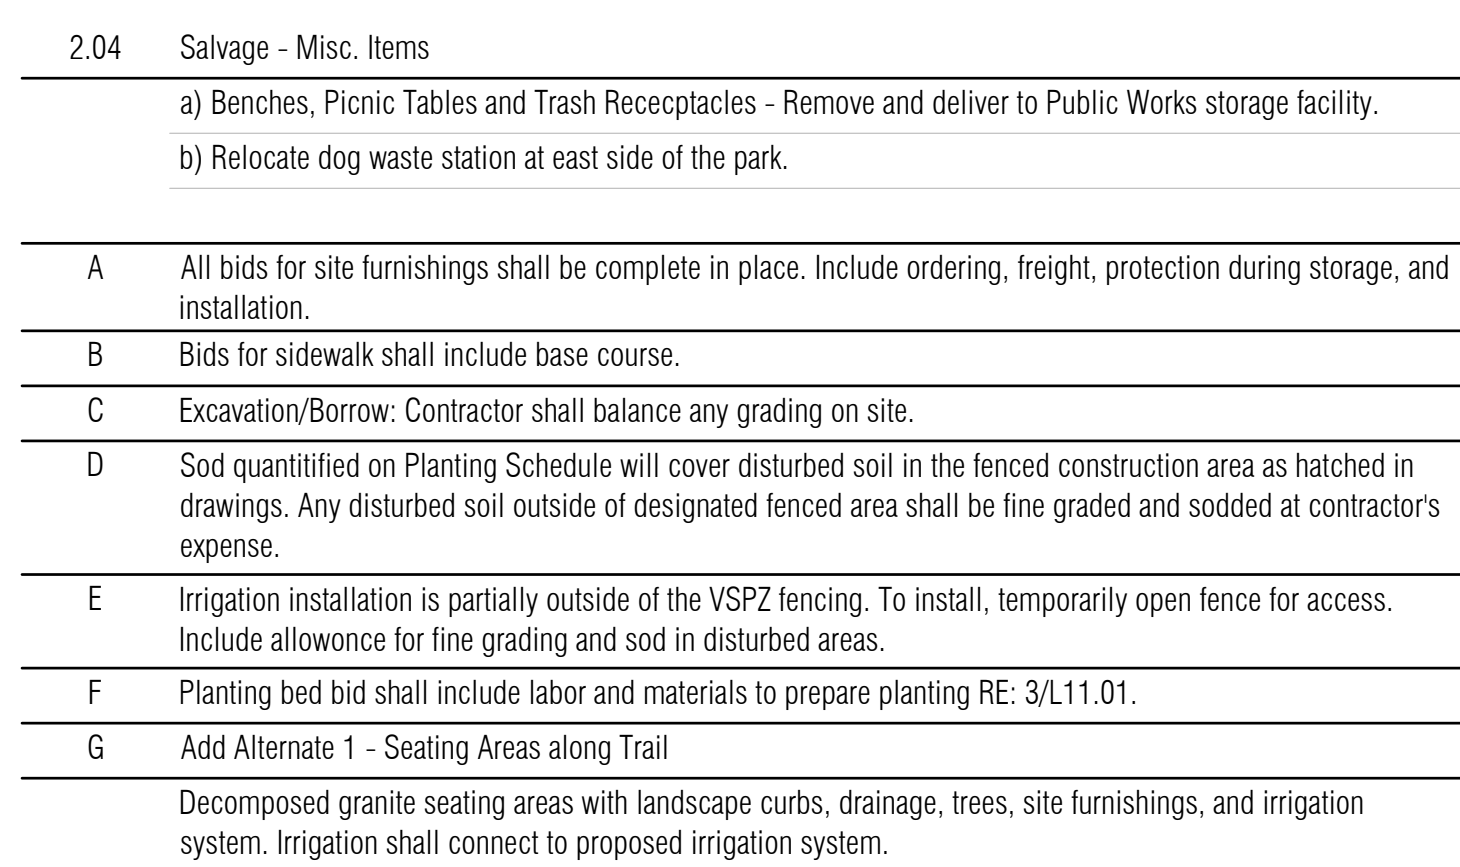 2.04 Salvage - Misc. Items
a) Benches, Picnic Tables and Trash Rececptacles - Remove and deliver to Public Works storage facility.
b) Relocate dog waste station at east side of the park.
A All bids for site furnishings shall be complete in place. Include ordering, freight, protection during storage, and
installation.
B Bids for sidewalk shall include base course.
C Excavation/Borrow: Contractor shall balance any grading on site.
D Sod quantitified on Planting Schedule will cover disturbed soil in the fenced construction area as hatched in
drawings. Any disturbed soil outside of designated fenced area shall be fine graded and sodded at contractor's
expense.
E Irrigation installation is partially outside of the VSPZ fencing. To install, temporarily open fence for access.
Include allowonce for fine grading and sod in disturbed areas.
F Planting bed bid shall include labor and materials to prepare planting RE: 3/L11.01.
G Add Alternate 1 - Seating Areas along Trail
Decomposed granite seating areas with landscape curbs, drainage, trees, site furnishings, and irrigation
system. Irrigation shall connect to proposed irrigation system.